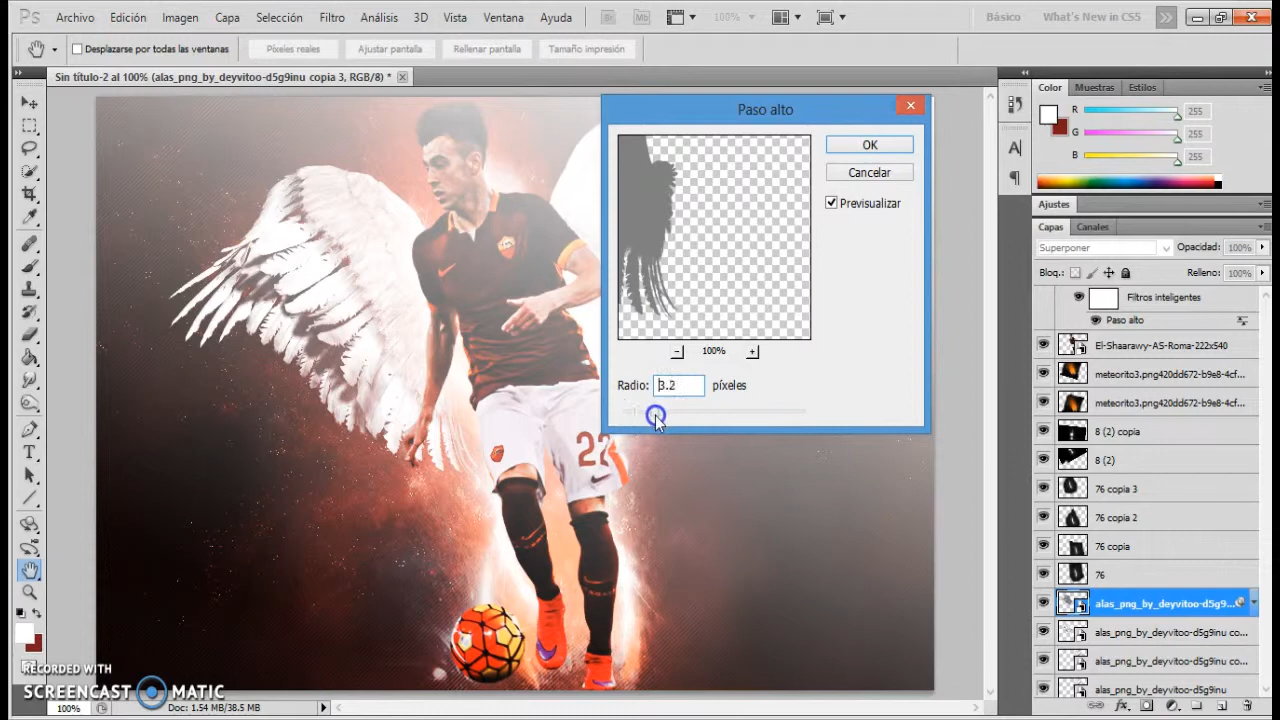 Ps Archivo Edición Imagen Capa Selección Filtro Análisis 3D Vista Ventana Ayuda Br Mb 100% Básico What's New in CS5
Desplazarse por todas las ventanas Píxeles reales Ajustar pantalla Rellenar pantalla Tamaño impresión
Sin título-2 al 100% (alas_png_by_deyvitoo-d5g9inu copia 3, RGB/8) *
Color Muestras Estilos
R 255
G 255
B 255
Ajustes
Capas Canales
Superponer Opacidad: 100%
Bloq.: Relleno: 100%
Filtros inteligentes
Paso alto
El-Shaarawy-AS-Roma-222x540
meteorito3.png420dd672-b9e8-4cf...
meteorito3.png420dd672-b9e8-4cf...
8 (2) copia
8 (2)
76 copia 3
76 copia 2
76 copia
76
alas_png_by_deyvitoo-d5g9...
alas_png_by_deyvitoo-d5g9inu co...
alas_png_by_deyvitoo-d5g9inu co...
alas_png_by_deyvitoo-d5g9inu
Paso alto
OK
Cancelar
Previsualizar
100%
Radio: 3.2 píxeles
22
RECORDED WITH
SCREENCAST MATIC
100% Doc: 1.54 MB/38.5 MB